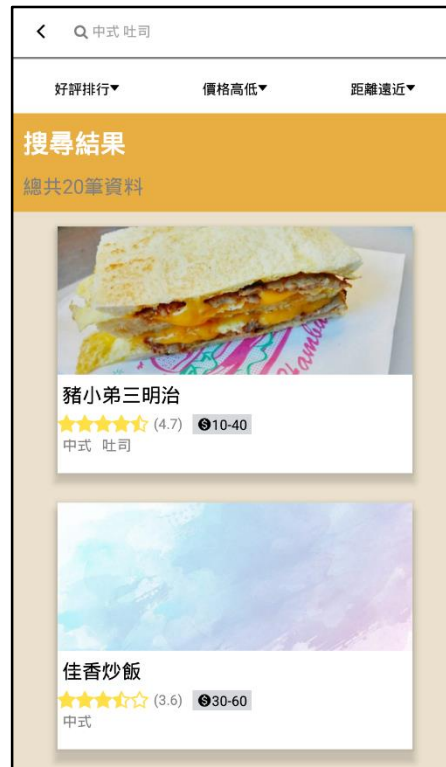 中式 吐司
好評排行▼ 價格高低▼ 距離遠近▼
搜尋結果
總共20筆資料
豬小弟三明治
(4.7) $10-40
中式 吐司
佳香炒飯
(3.6) $30-60
中式